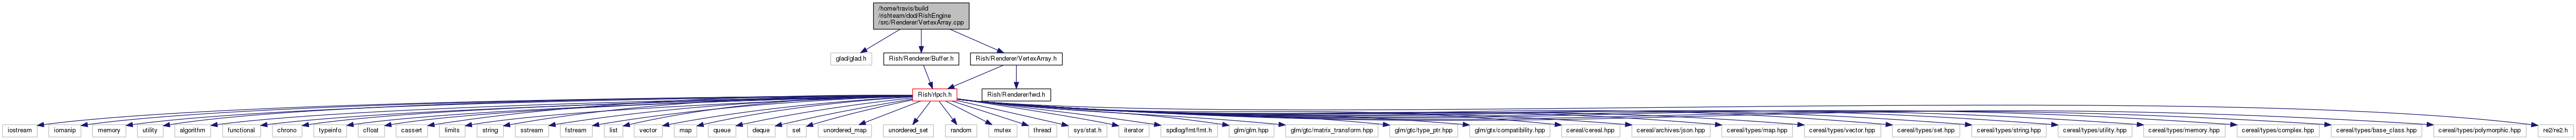 /home/travis/build
/rishteam/dod/RishEngine
/src/Renderer/VertexArray.cpp
glad/glad.h
Rish/Renderer/Buffer.h
Rish/Renderer/VertexArray.h
Rish/rlpch.h
Rish/Renderer/fwd.h
iostream
iomanip
memory
utility
algorithm
functional
chrono
typeinfo
cfloat
cassert
limits
string
sstream
fstream
list
vector
map
queue
deque
set
unordered_map
unordered_set
random
mutex
thread
sys/stat.h
iterator
spdlog/fmt/fmt.h
glm/glm.hpp
glm/gtc/matrix_transform.hpp
glm/gtc/type_ptr.hpp
glm/gtx/compatibility.hpp
cereal/cereal.hpp
cereal/archives/json.hpp
cereal/types/map.hpp
cereal/types/vector.hpp
cereal/types/set.hpp
cereal/types/string.hpp
cereal/types/utility.hpp
cereal/types/memory.hpp
cereal/types/complex.hpp
cereal/types/base_class.hpp
cereal/types/polymorphic.hpp
re2/re2.h